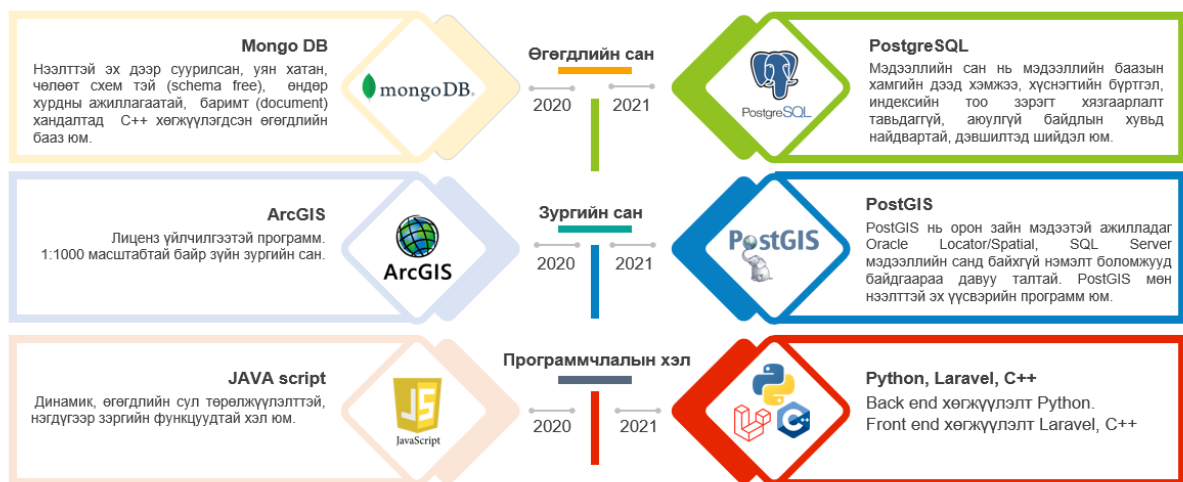 Mongo DB
Нээлттэй эх дээр суурилсан, уян хатан,
чөлөөт схем тэй (schema free), өндөр
хурдны ажиллагаатай, баримт (document)
хандалтад C++ хөгжүүлэгдсэн өгөгдлийн
бааз юм.
mongoDB.
Өгөгдлийн сан
2020
2021
PostgreSQL
PostgreSQL
Мэдээллийн сан нь мэдээллийн баазын
хамгийн дээд хэмжээ, хүснэгтийн бүртгэл,
индексийн тоо зэрэгт хязгаарлалт
тавьдаггүй, аюулгүй байдлын хувьд
найдвартай, дэвшилтэд шийдэл юм.
ArcGIS
Лиценз үйлчилгээтэй программ.
1:1000 масштабтай байр зүйн зургийн сан.
ArcGIS
Зургийн сан
2020
2021
PostGIS
PostGIS
PostGIS нь орон зайн мэдээтэй ажилладаг
Oracle Locator/Spatial, SQL Server
мэдээллийн санд байхгүй нэмэлт боломжууд
байдгаараа давуу талтай. PostGIS мөн
нээлттэй эх үүсвэрийн программ юм.
JAVA script
Динамик, өгөгдлийн сул төрөлжүүлэлттэй,
нэгдүгээр зэргийн функцуудтай хэл юм.
JS
JavaScript
Программчлалын хэл
2020
2021
C++
Python, Laravel, C++
Back end хөгжүүлэлт Python.
Front end хөгжүүлэлт Laravel, C++